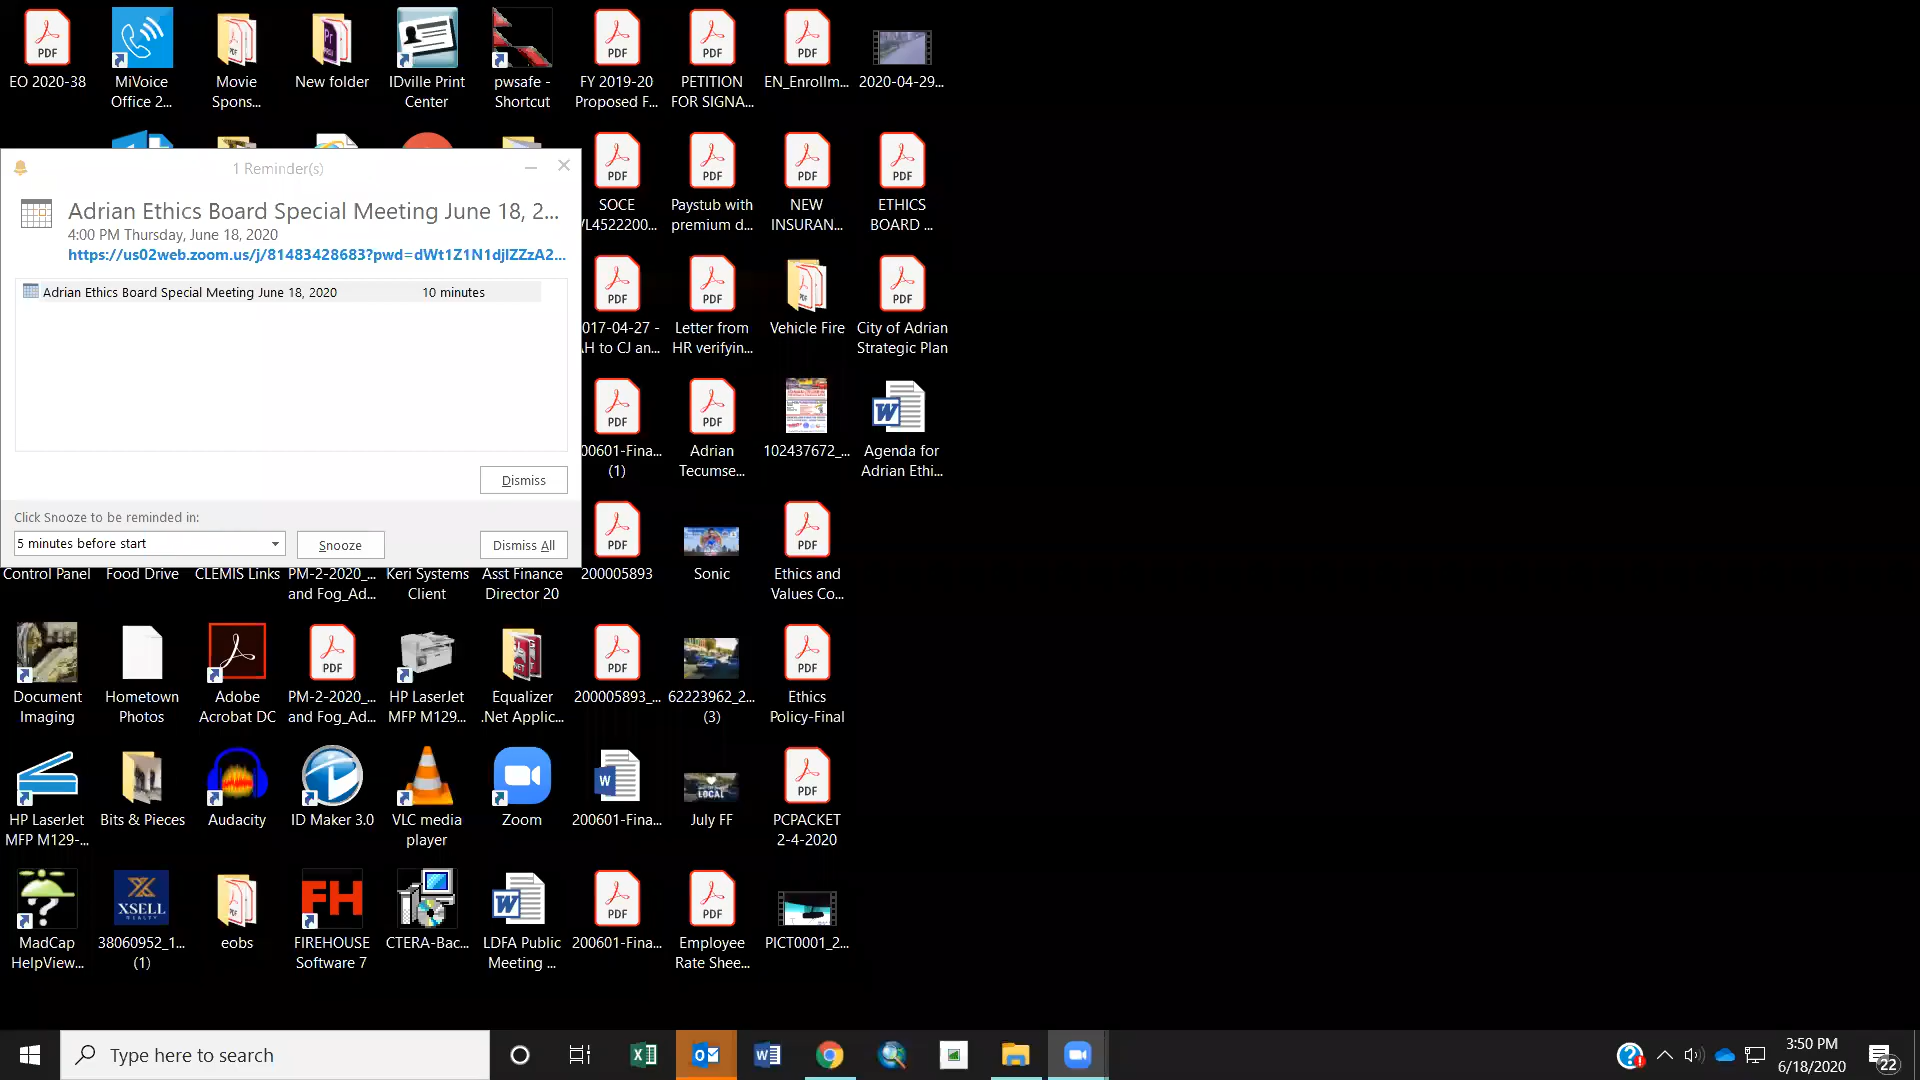 EO 2020-38
MiVoice
Office 2...
Movie
Spons...
New folder
IDville Print
Center
pwsafe -
Shortcut
FY 2019-20
Proposed F...
PETITION
FOR SIGNA...
EN_Enrollm...
2020-04-29...
1 Reminder(s)
Adrian Ethics Board Special Meeting June 18, 2...
4:00 PM Thursday, June 18, 2020
https://us02web.zoom.us/j/81483428683?pwd=dWt1Z1N1djlZZzA2...
Adrian Ethics Board Special Meeting June 18, 2020 10 minutes
Dismiss
Click Snooze to be reminded in:
5 minutes before start
Snooze
Dismiss All
SOCE
VL4522200...
Paystub with
premium d...
NEW
INSURAN...
ETHICS
BOARD ...
017-04-27 -
AH to CJ an...
Letter from
HR verifyin...
Vehicle Fire
City of Adrian
Strategic Plan
00601-Fina...
(1)
Adrian
Tecumse...
102437672_...
Agenda for
Adrian Ethi...
Control Panel
Food Drive
CLEMIS Links
PM-2-2020_...
and Fog_Ad...
Keri Systems
Client
Asst Finance
Director 20
200005893
Sonic
Ethics and
Values Co...
Document
Imaging
Hometown
Photos
Adobe
Acrobat DC
PM-2-2020_...
and Fog_Ad...
HP LaserJet
MFP M129...
Equalizer
.Net Applic...
200005893_...
62223962_2...
(3)
Ethics
Policy-Final
HP LaserJet
MFP M129-...
Bits & Pieces
Audacity
ID Maker 3.0
VLC media
player
Zoom
200601-Fina...
LOCAL
July FF
PCPACKET
2-4-2020
MadCap
HelpView...
XSELL
38060952_1...
(1)
eobs
FH
FIREHOUSE
Software 7
CTERA-Bac...
LDFA Public
Meeting ...
200601-Fina...
Employee
Rate Shee...
PICT0001_2...
Type here to search
3:50 PM
6/18/2020
22